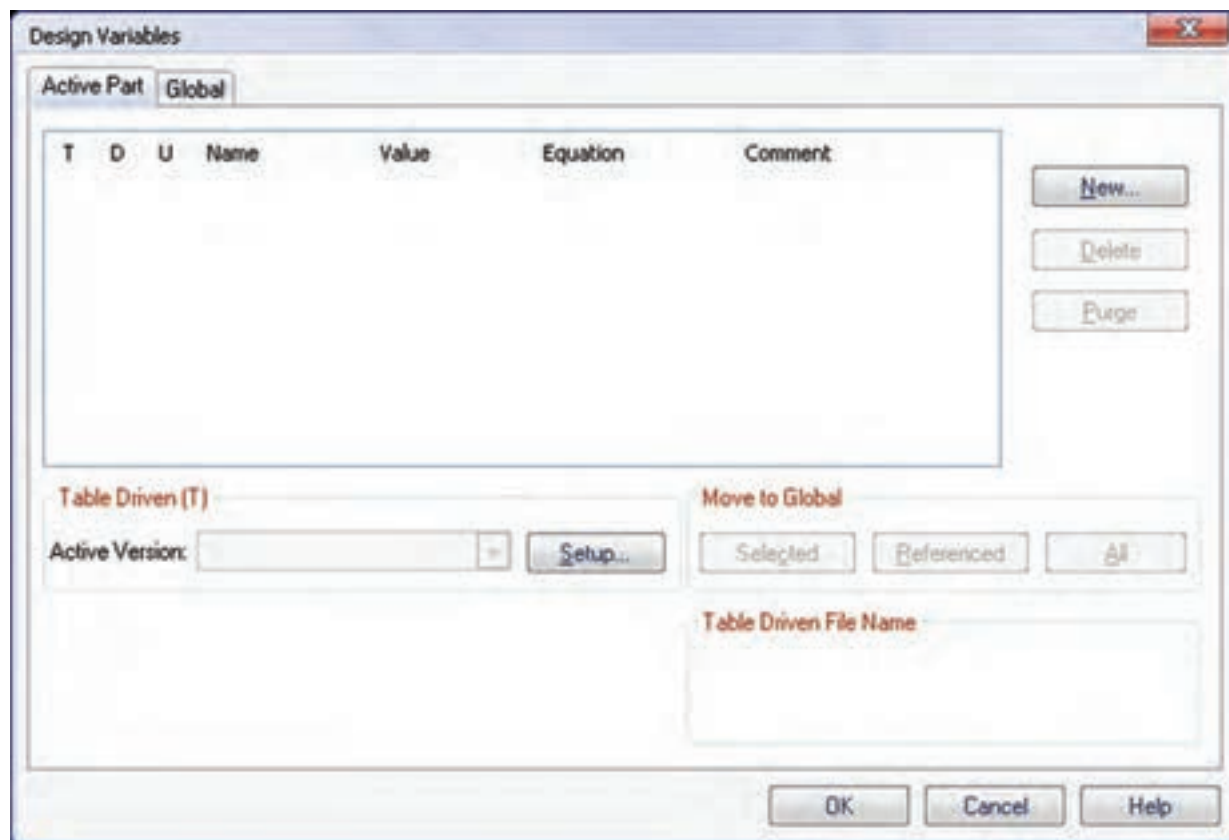 Design Variables
Active Part Global
T D U Name Value Equation Comment
New...
Delete
Purge
Table Driven (T)
Active Version:
Setup...
Move to Global
Selected Referenced All
Table Driven File Name
OK Cancel Help